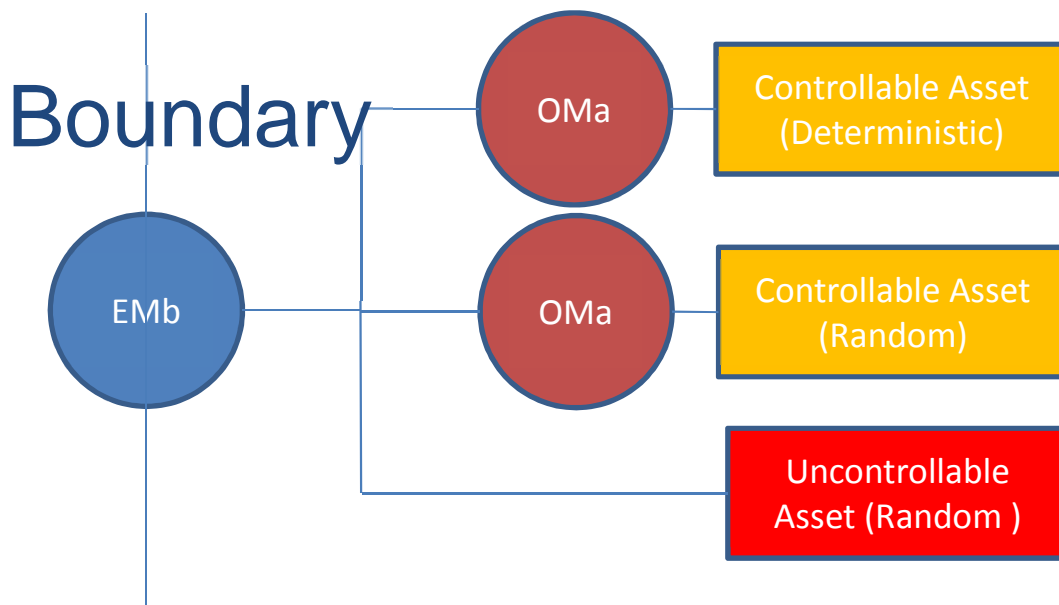 Boundary
OMa
Controllable Asset
(Deterministic)
EMb
OMa
Controllable Asset
(Random)
Uncontrollable
Asset (Random )